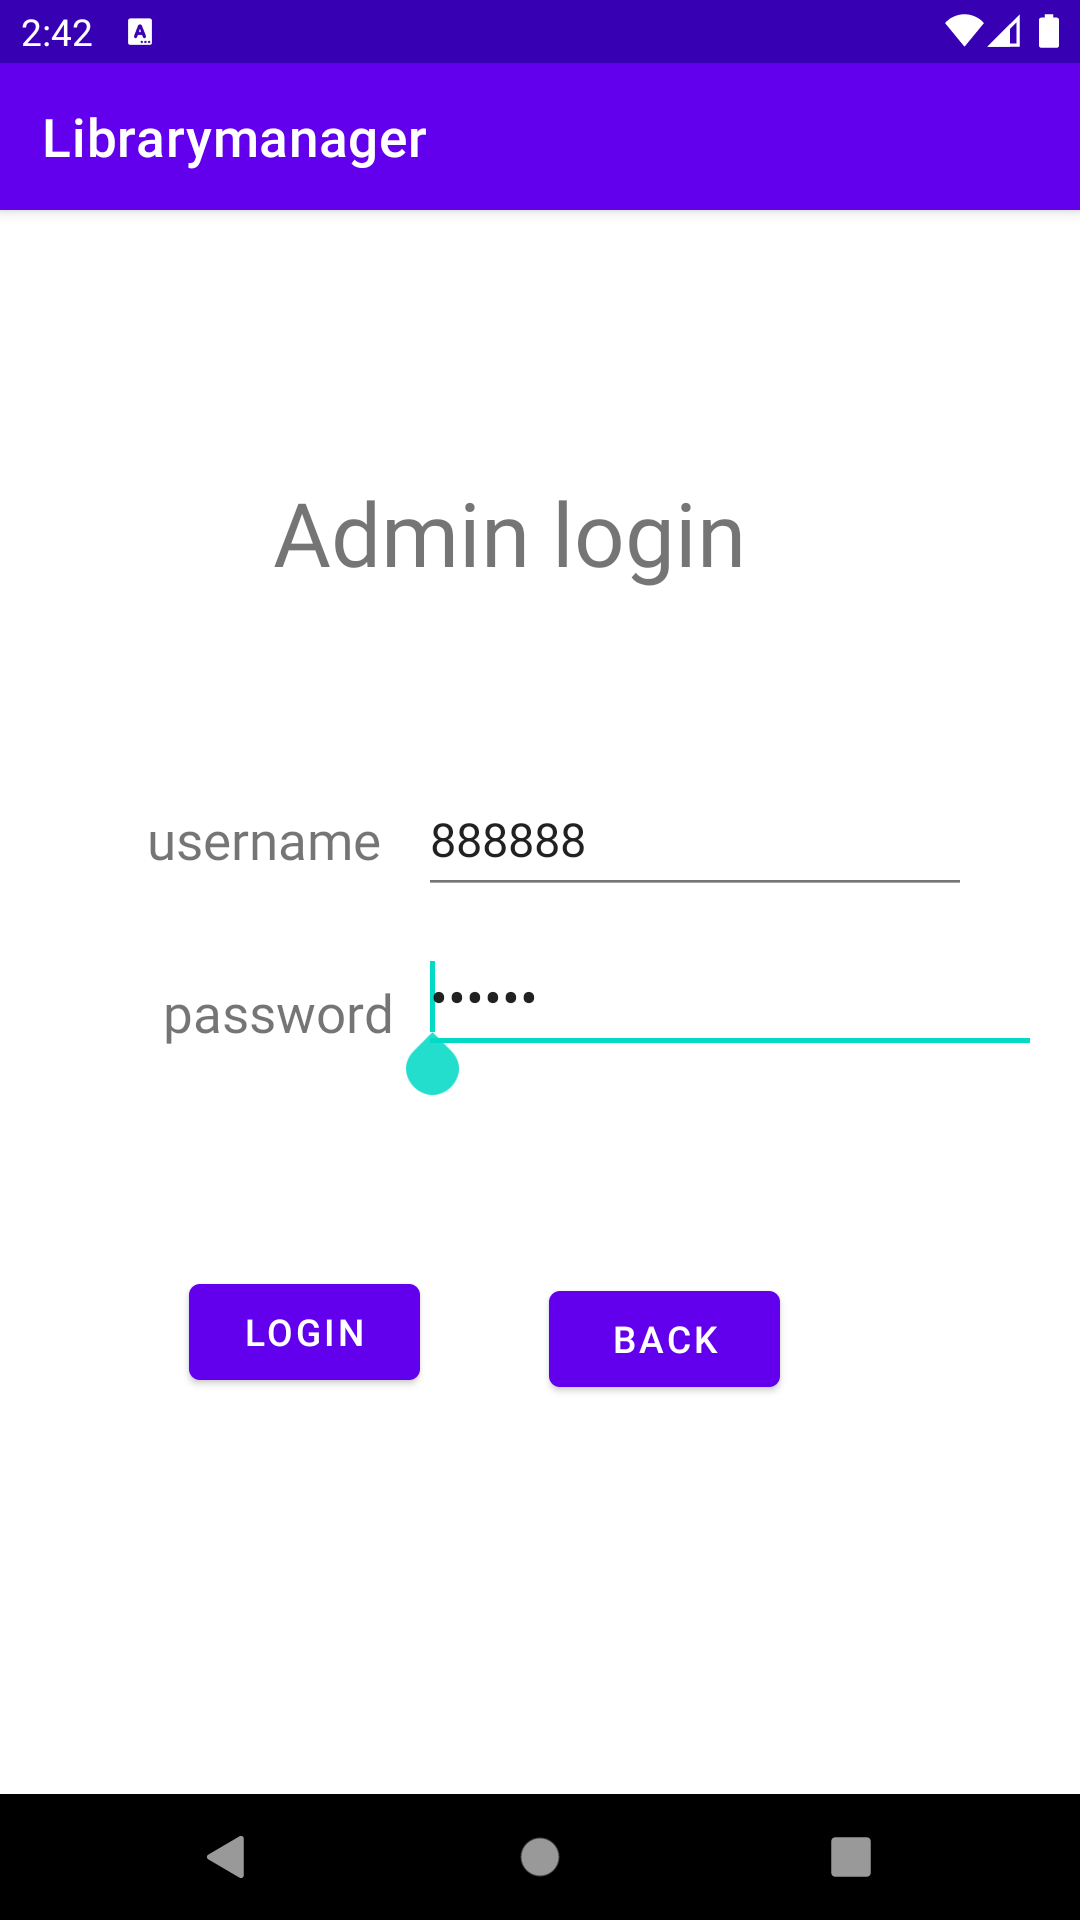 2:42
Librarymanager
Admin login
username 888888
password ••••••
LOGIN
BACK